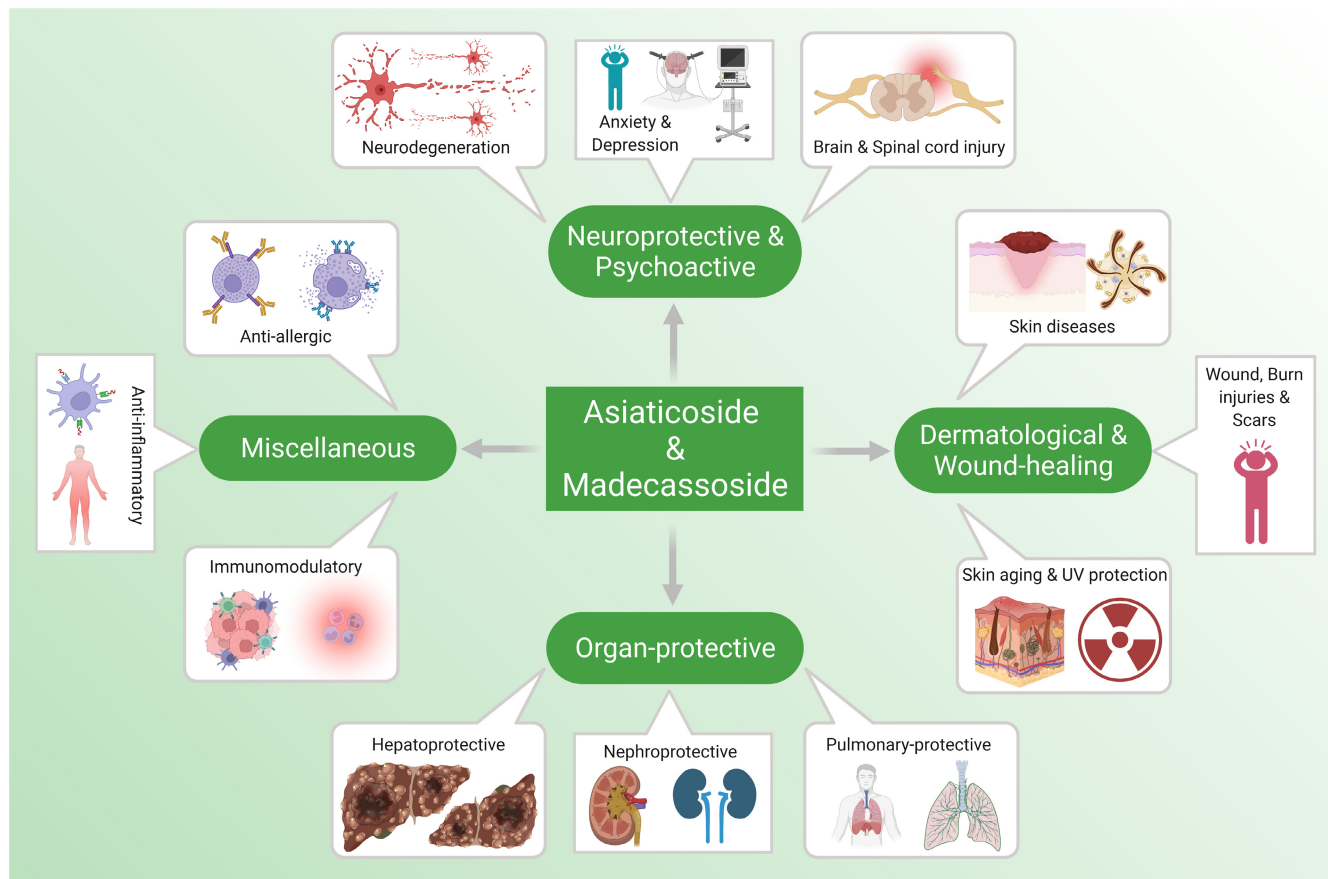 Neurodegeneration
Anxiety &
Depression
Brain & Spinal cord injury
Neuroprotective &
Psychoactive
Anti-allergic
Skin diseases
Anti-inflammatory
Miscellaneous
Asiaticoside
&
Madecassoside
Dermatological &
Wound-healing
Wound, Burn
injuries &
Scars
Immunomodulatory
Skin aging & UV protection
Organ-protective
Hepatoprotective
Nephroprotective
Pulmonary-protective